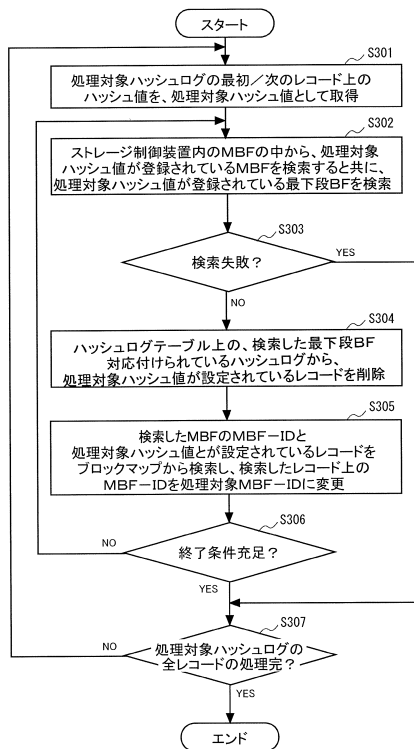 スタート
S301
処理対象ハッシュログの最初／次のレコード上の
ハッシュ値を、処理対象ハッシュ値として取得
S302
ストレージ制御装置内のMBFの中から、処理対象
ハッシュ値が登録されているMBFを検索すると共に、
処理対象ハッシュ値が登録されている最下段BFを検索
S303
検索失敗？
YES
NO
S304
ハッシュログテーブル上の、検索した最下段BF
対応付けられているハッシュログから、
処理対象ハッシュ値が設定されているレコードを削除
S305
検索したMBFのMBF－IDと
処理対象ハッシュ値とが設定されているレコードを
ブロックマップから検索し、検索したレコード上の
MBF－IDを処理対象MBF－IDに変更
S306
NO
終了条件充足？
YES
S307
NO
処理対象ハッシュログの
全レコードの処理完？
YES
エンド